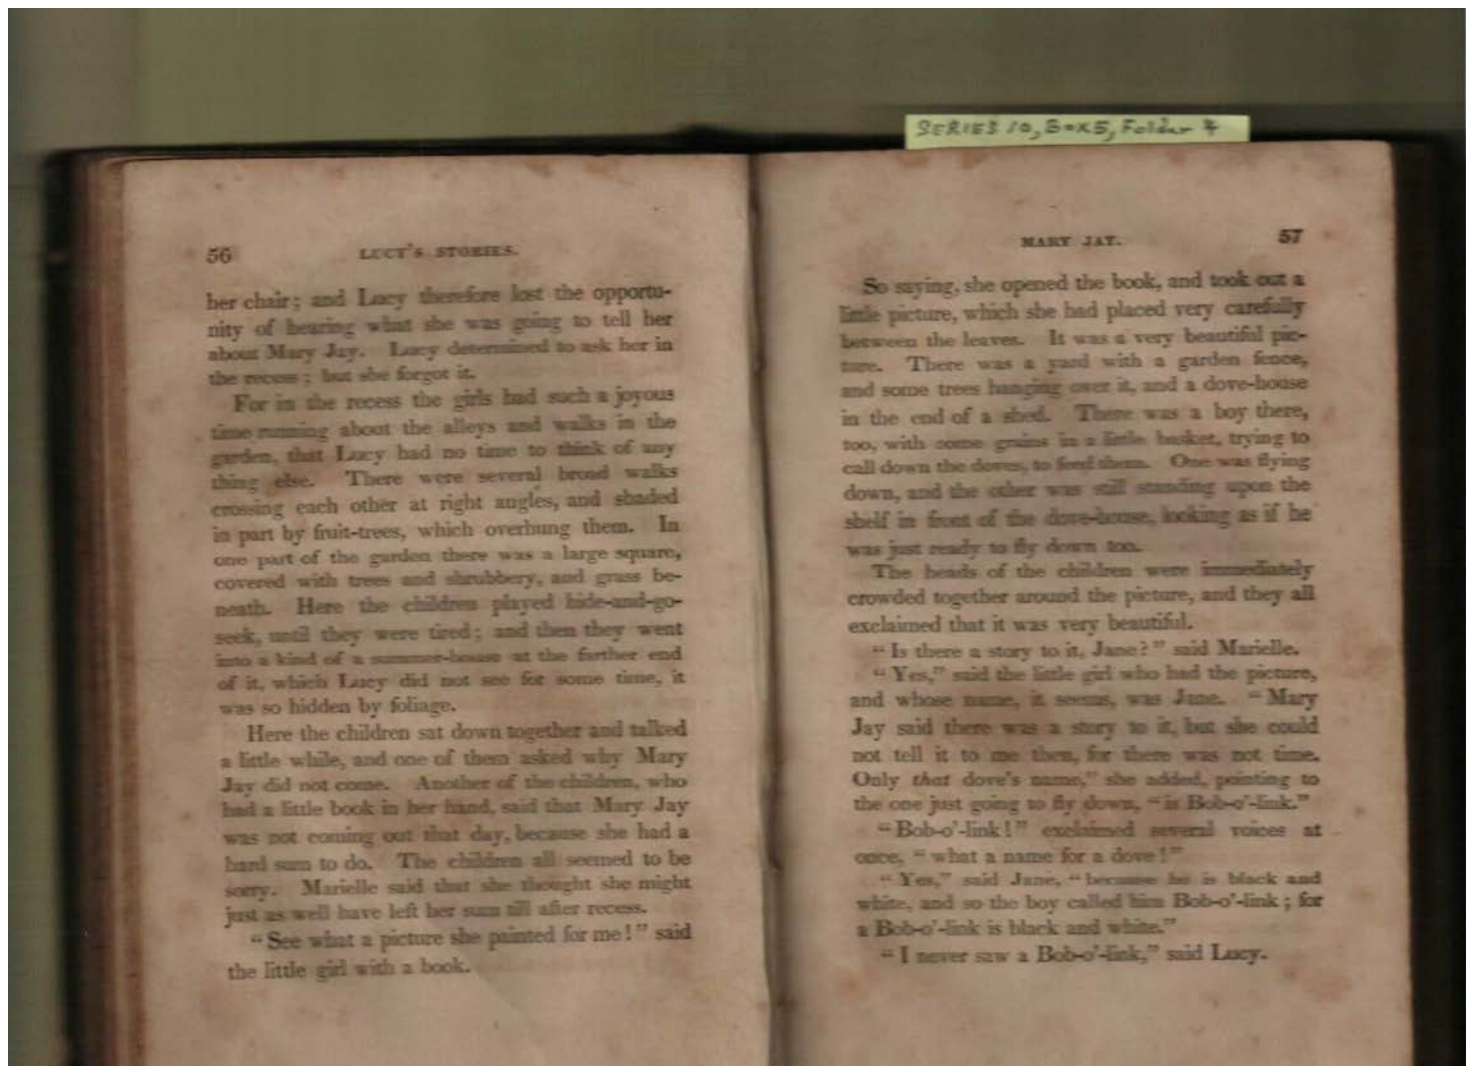 SERIES 10, Box 5, Folder 4
56 LUCY'S STORIES.
her chair; and Lucy therefore lost the opportu-
nity of hearing what she was going to tell her
about Mary Jay. Lucy determined to ask her in
the recess; but she forgot it.
For in the recess the girls had such a joyous
time running about the alleys and walks in the
garden, that Lucy had no time to think of any
thing else. There were several broad walks
crossing each other at right angles, and shaded
in part by fruit-trees, which overhung them. In
one part of the garden there was a large square,
covered with trees and shrubbery, and grass be-
neath. Here the children played hide-and-go-
seek, until they were tired; and then they went
into a kind of a summer-house at the farther end
of it, which Lucy did not see for some time, it
was so hidden by foliage.
Here the children sat down together and talked
a little while, and one of them asked why Mary
Jay did not come. Another of the children, who
had a little book in her hand, said that Mary Jay
was not coming out that day, because she had a
hard sum to do. The children all seemed to be
sorry. Marielle said that she thought she might
just as well have left her sum till after recess.
"See what a picture she painted for me!" said
the little girl with a book.
MARY JAY. 57
So saying, she opened the book, and took out a
little picture, which she had placed very carefully
between the leaves. It was a very beautiful pic-
ture. There was a yard with a garden fence,
and some trees hanging over it, and a dove-house
in the end of a shed. There was a boy there,
too, with some grains in a little basket, trying to
call down the doves, to feed them. One was flying
down, and the other was still standing upon the
shelf in front of the dove-house, looking as if he
was just ready to fly down too.
The heads of the children were immediately
crowded together around the picture, and they all
exclaimed that it was very beautiful.
"Is there a story to it, Jane?" said Marielle.
"Yes," said the little girl who had the picture,
and whose name, it seems, was Jane. "Mary
Jay said there was a story to it, but she could
not tell it to me then, for there was not time.
Only that dove's name," she added, pointing to
the one just going to fly down, "is Bob-o'-link."
"Bob-o'-link!" exclaimed several voices at
once, "what a name for a dove!"
"Yes," said Jane, "because he is black and
white, and so the boy called him Bob-o'-link; for
a Bob-o'-link is black and white."
"I never saw a Bob-o'-link," said Lucy.